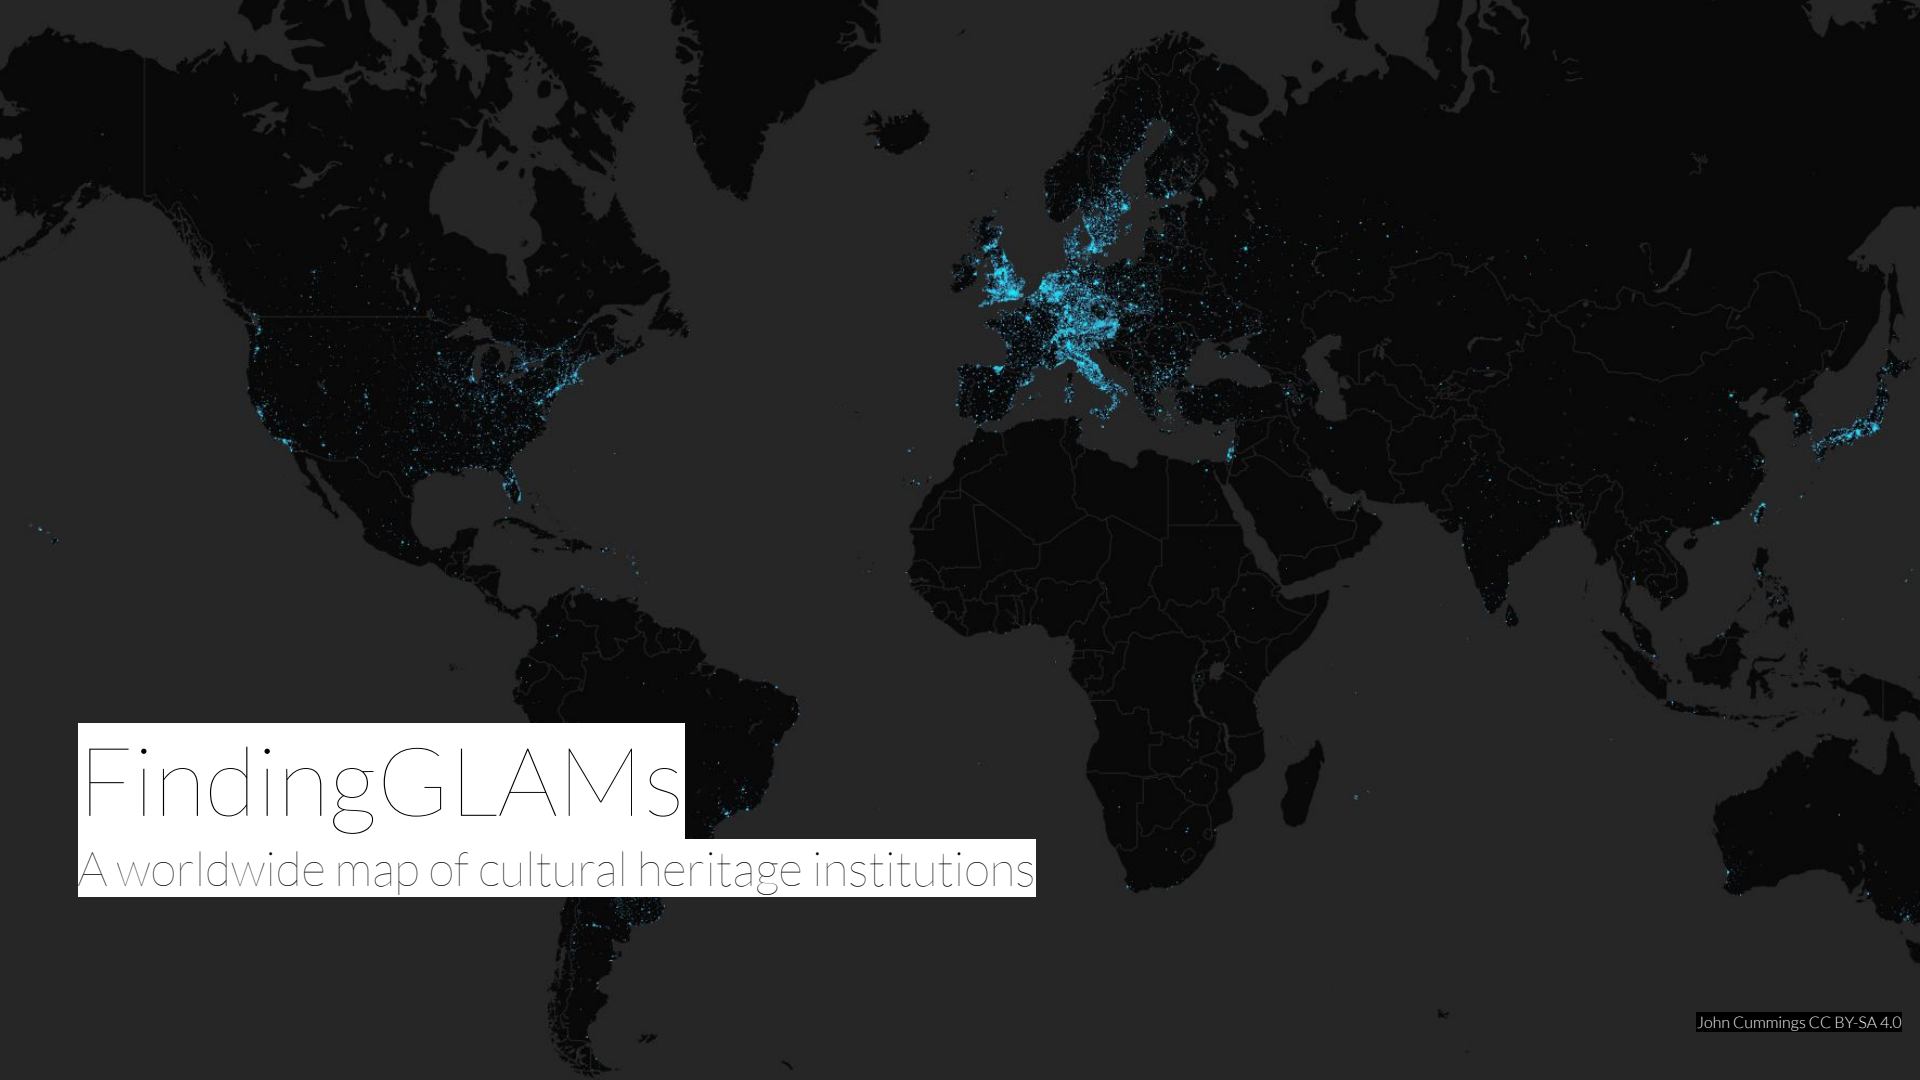 FindingGLAMs
A worldwide map of cultural heritage institutions
John Cummings CC BY-SA 4.0